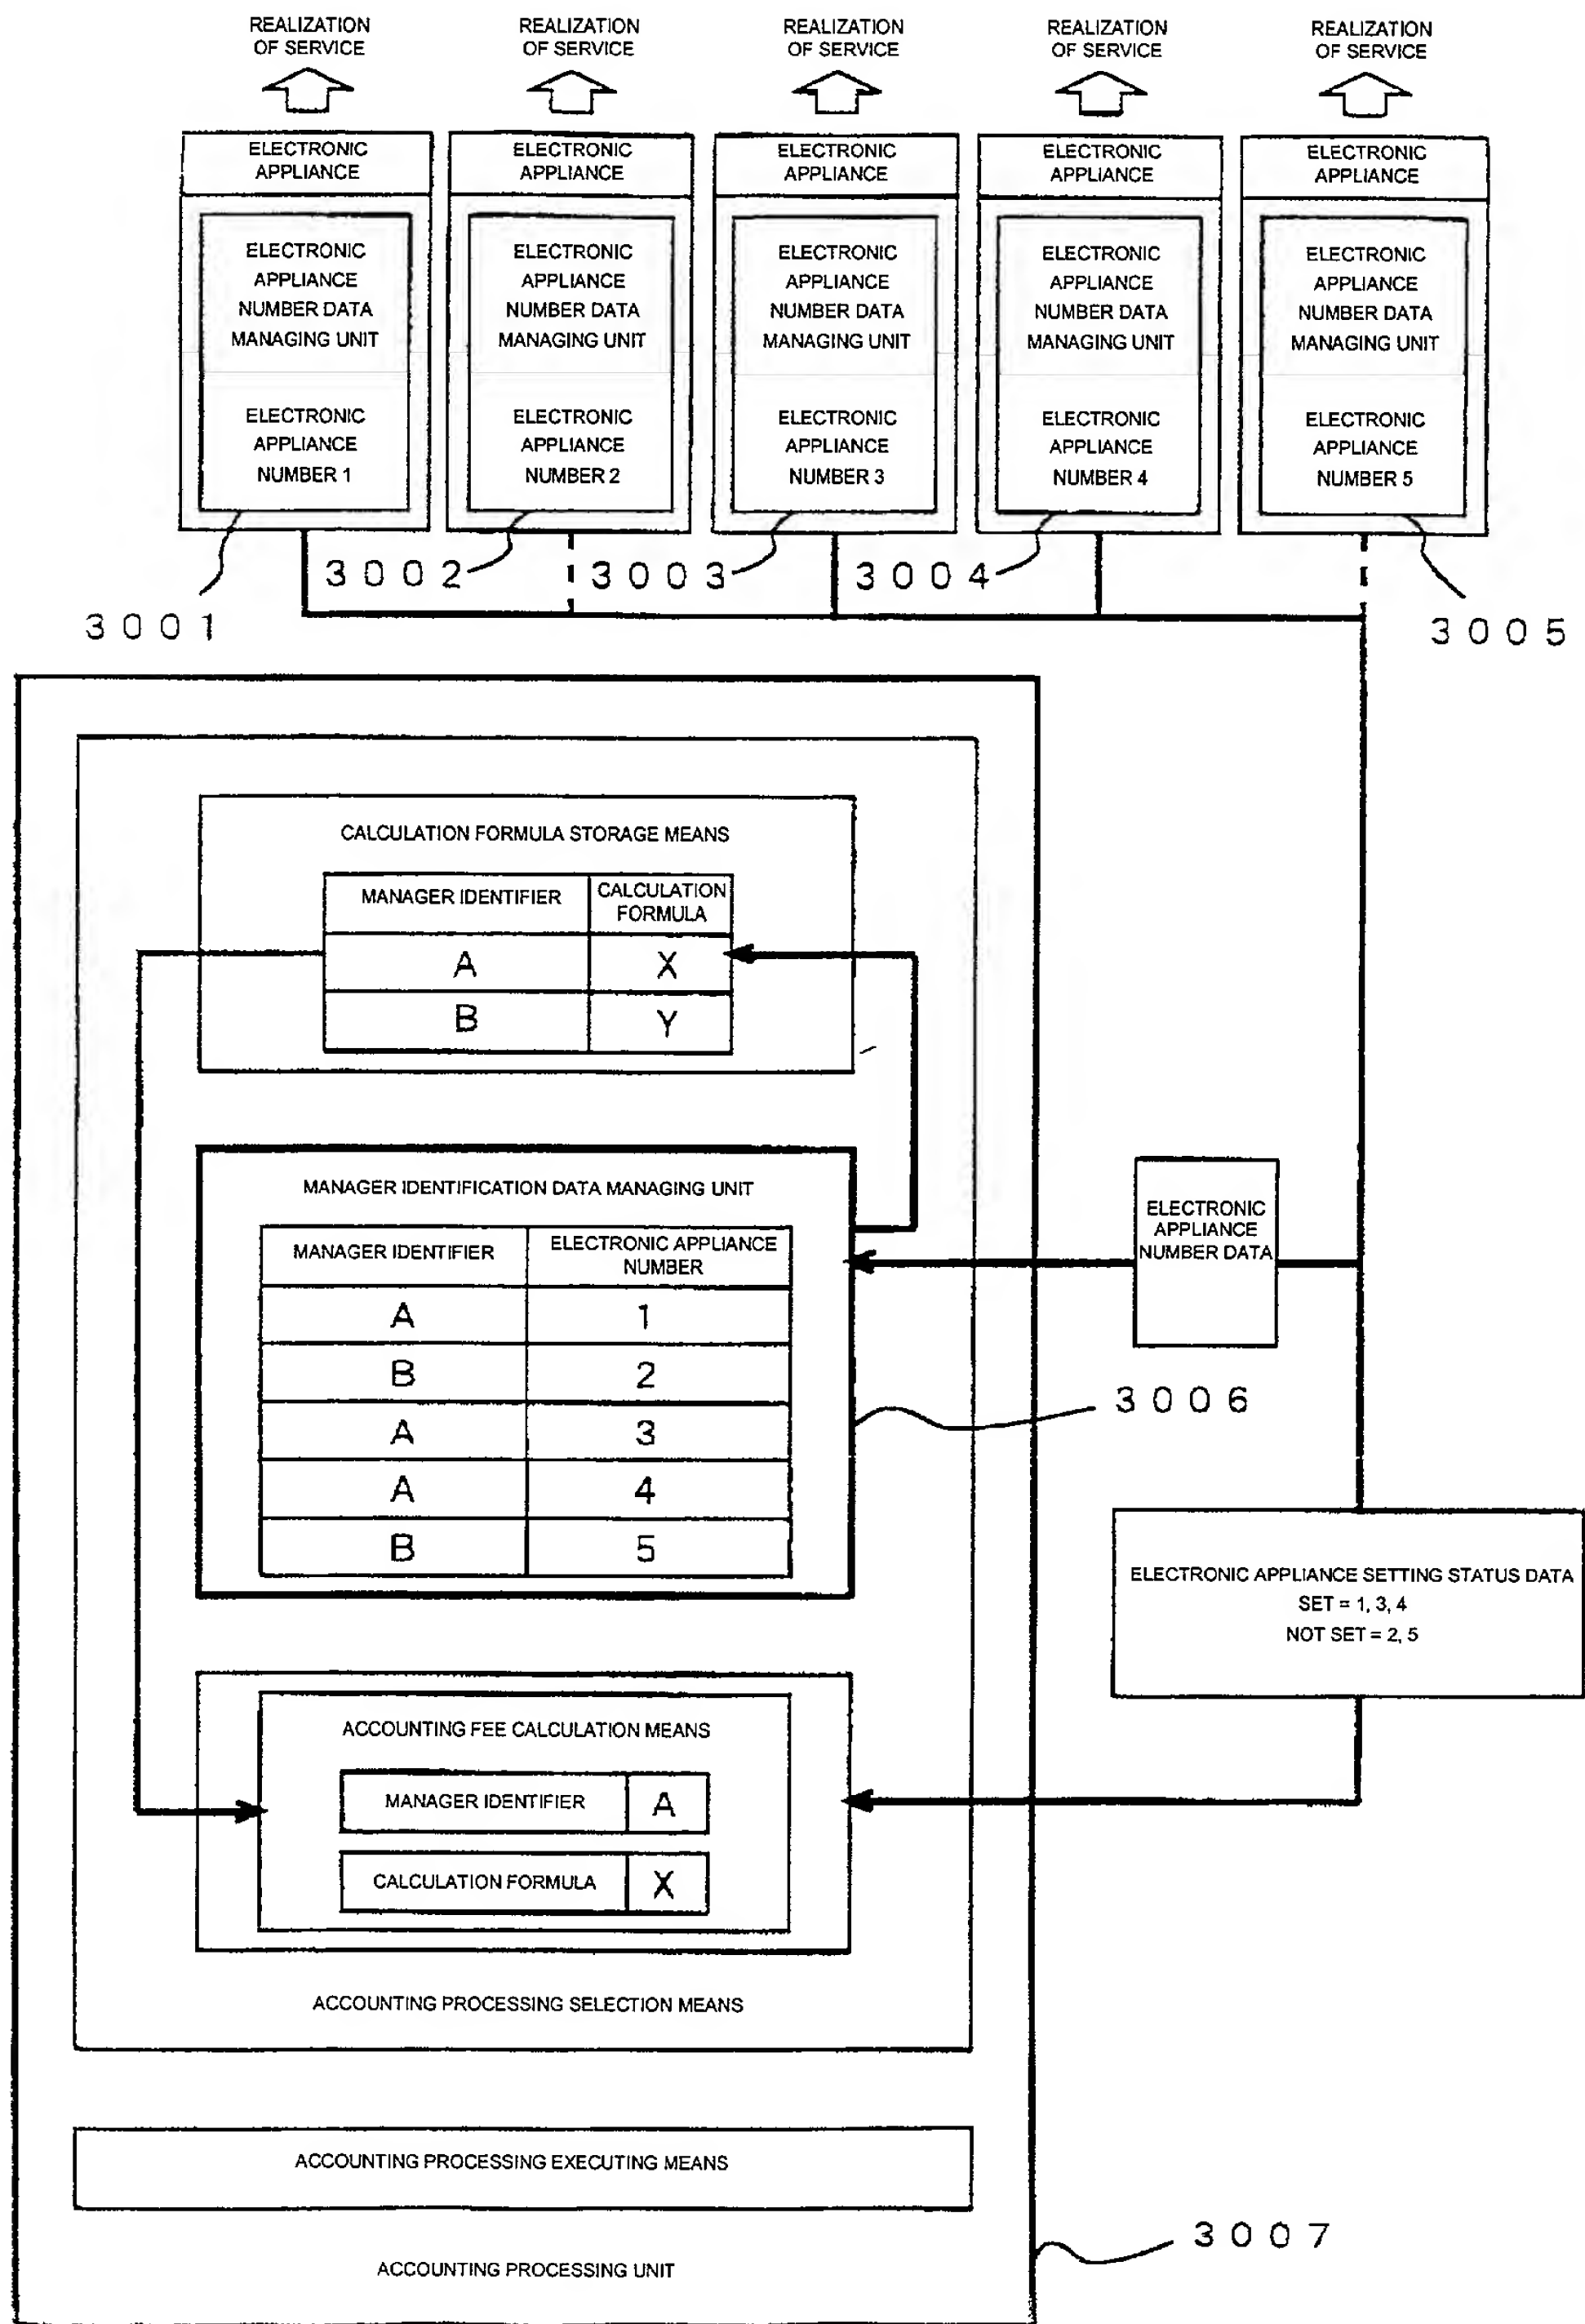 REALIZATION
OF SERVICE
REALIZATION
OF SERVICE
REALIZATION
OF SERVICE
REALIZATION
OF SERVICE
REALIZATION
OF SERVICE
ELECTRONIC
APPLIANCE
ELECTRONIC
APPLIANCE
NUMBER DATA
MANAGING UNIT
ELECTRONIC
APPLIANCE
NUMBER 1
ELECTRONIC
APPLIANCE
ELECTRONIC
APPLIANCE
NUMBER DATA
MANAGING UNIT
ELECTRONIC
APPLIANCE
NUMBER 2
ELECTRONIC
APPLIANCE
ELECTRONIC
APPLIANCE
NUMBER DATA
MANAGING UNIT
ELECTRONIC
APPLIANCE
NUMBER 3
ELECTRONIC
APPLIANCE
ELECTRONIC
APPLIANCE
NUMBER DATA
MANAGING UNIT
ELECTRONIC
APPLIANCE
NUMBER 4
ELECTRONIC
APPLIANCE
ELECTRONIC
APPLIANCE
NUMBER DATA
MANAGING UNIT
ELECTRONIC
APPLIANCE
NUMBER 5
3001
3002
3003
3004
3005
CALCULATION FORMULA STORAGE MEANS
MANAGER IDENTIFIER
CALCULATION
FORMULA
A X
B Y
MANAGER IDENTIFICATION DATA MANAGING UNIT
MANAGER IDENTIFIER
ELECTRONIC APPLIANCE
NUMBER
A 1
B 2
A 3
A 4
B 5
ELECTRONIC
APPLIANCE
NUMBER DATA
3006
ELECTRONIC APPLIANCE SETTING STATUS DATA
SET = 1, 3, 4
NOT SET = 2, 5
ACCOUNTING FEE CALCULATION MEANS
MANAGER IDENTIFIER A
CALCULATION FORMULA X
ACCOUNTING PROCESSING SELECTION MEANS
ACCOUNTING PROCESSING EXECUTING MEANS
3007
ACCOUNTING PROCESSING UNIT